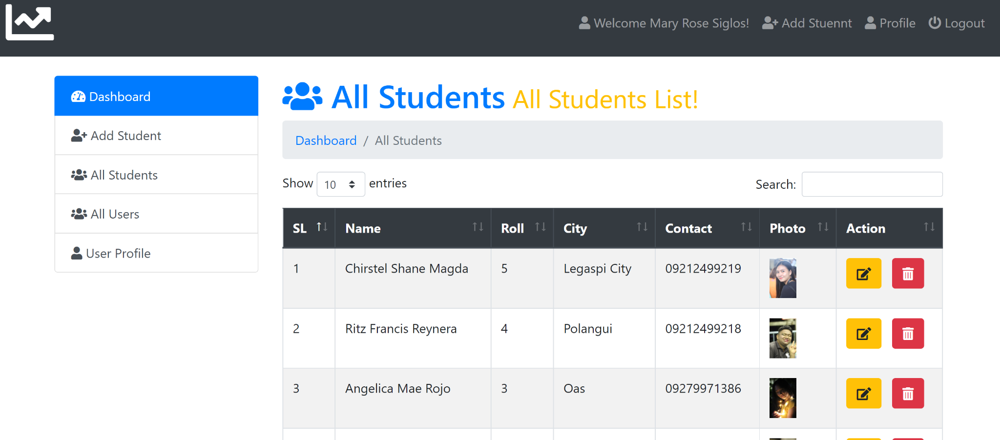 Welcome Mary Rose Siglos! Add Stuennt Profile Logout
Dashboard
Add Student
All Students
All Users
User Profile
All Students All Students List!
Dashboard / All Students
Show 10 entries Search:
SL Name Roll City Contact Photo Action
1 Chirstel Shane Magda 5 Legaspi City 09212499219
2 Ritz Francis Reynera 4 Polangui 09212499218
3 Angelica Mae Rojo 3 Oas 09279971386